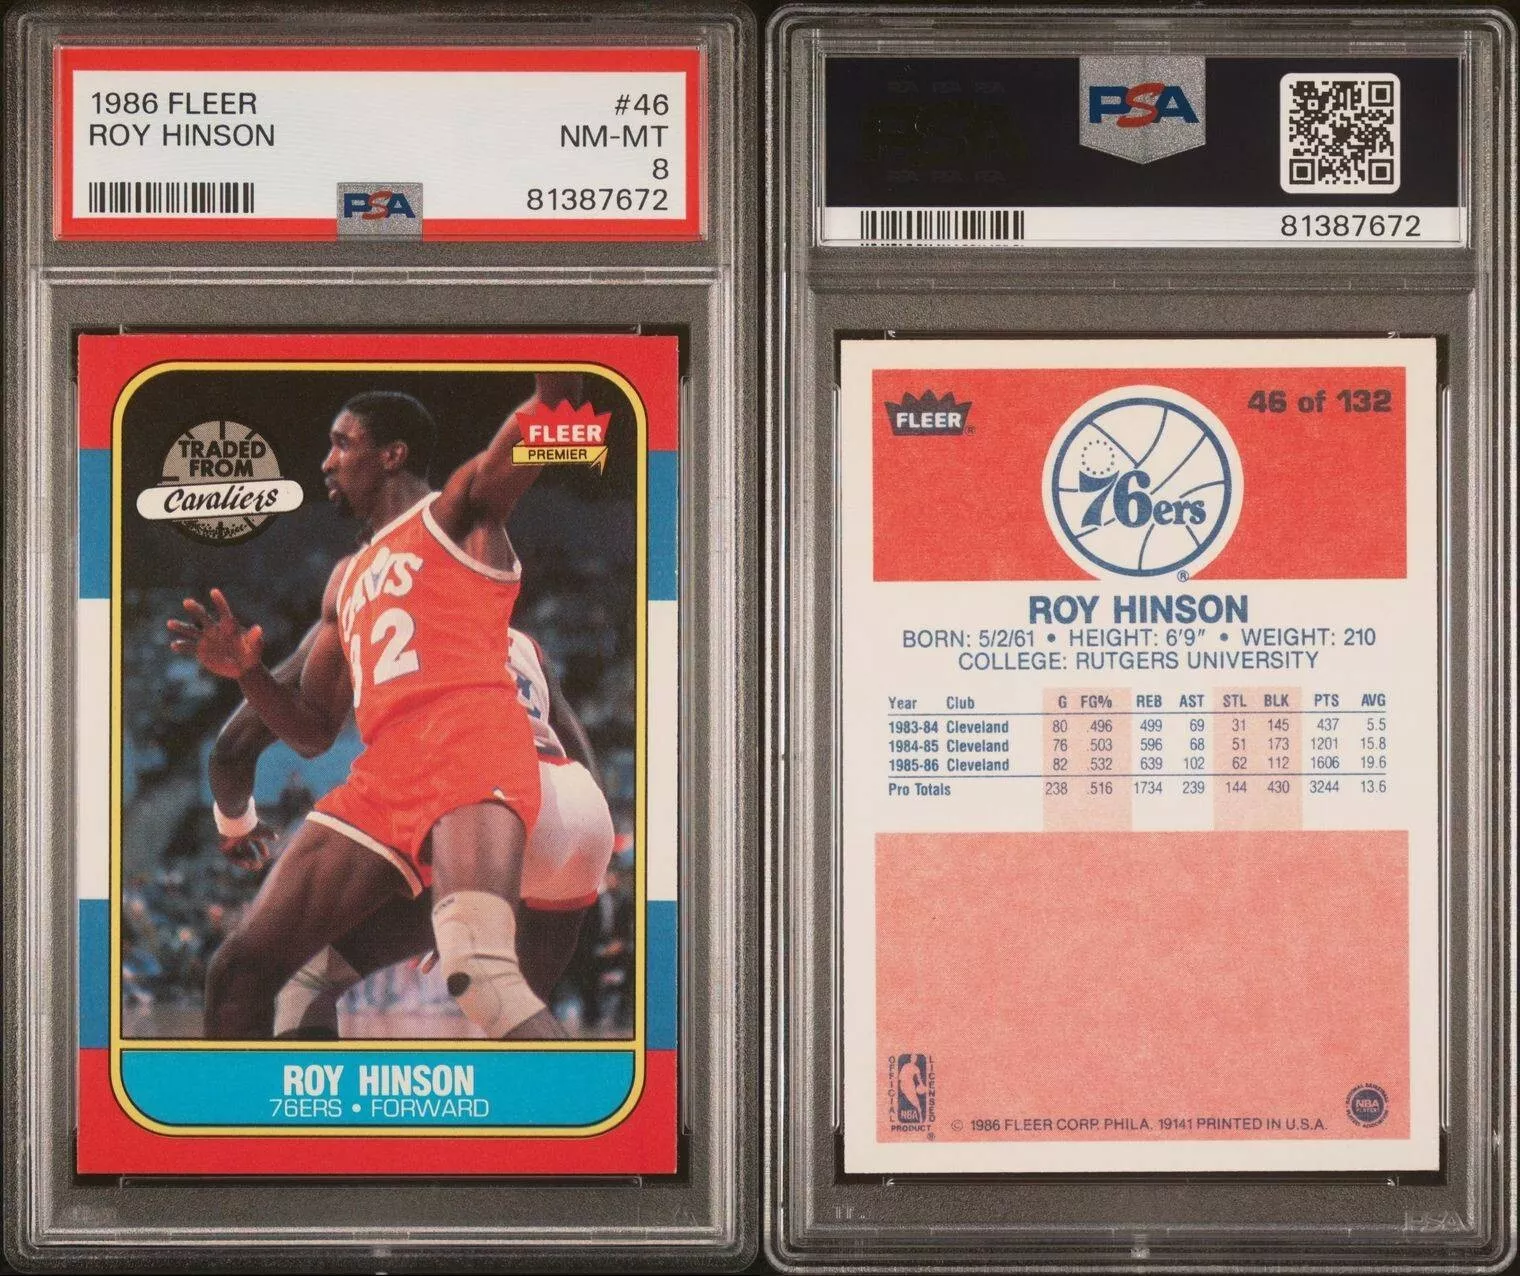 1986 FLEER #46
ROY HINSON NM-MT
8
PSA 81387672
TRADED
FROM
Cavaliers
FLEER
PREMIER
CAVS
32
ROY HINSON
76ERS • FORWARD
PSA
81387672
FLEER®
46 of 132
76ers
®
ROY HINSON
BORN: 5/2/61 • HEIGHT: 6'9" • WEIGHT: 210
COLLEGE: RUTGERS UNIVERSITY
Year Club G FG% REB AST STL BLK PTS AVG
1983-84 Cleveland 80 .496 499 69 31 145 437 5.5
1984-85 Cleveland 76 .503 596 68 51 173 1201 15.8
1985-86 Cleveland 82 .532 639 102 62 112 1606 19.6
Pro Totals 238 .516 1734 239 144 430 3244 13.6
OFFICIAL LICENSED
NBA
PRODUCT ®
© 1986 FLEER CORP. PHILA. 19141 PRINTED IN U.S.A.
NBA
PSA